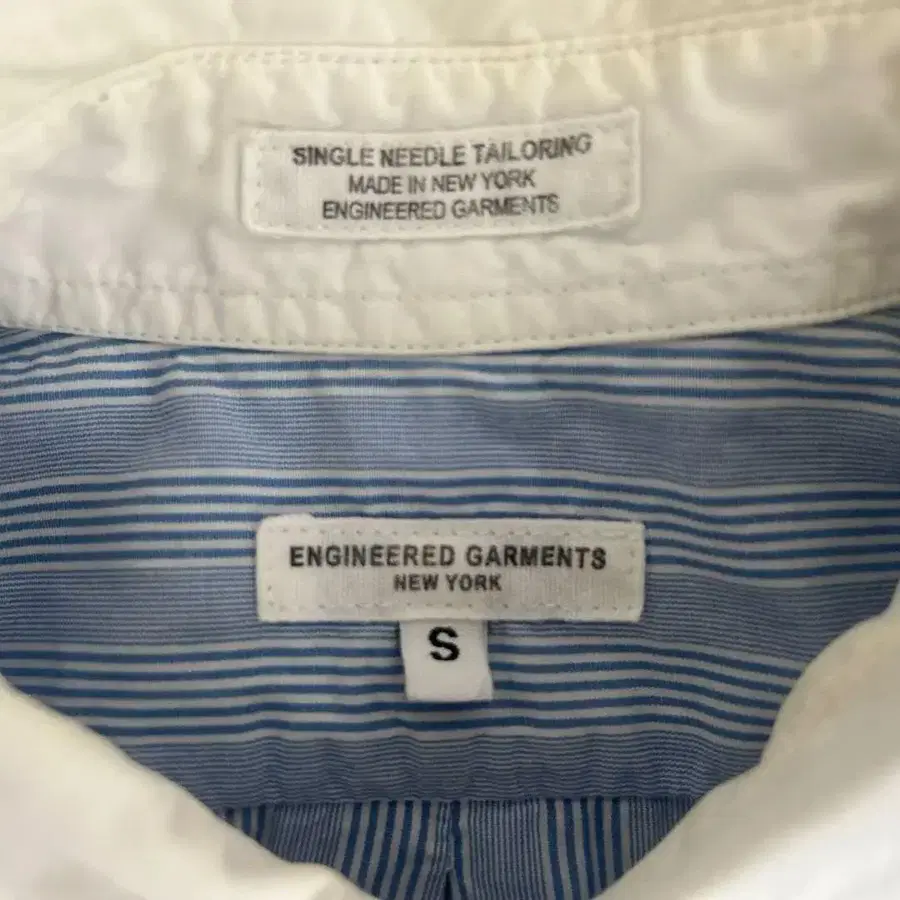 SINGLE NEEDLE TAILORING
MADE IN NEW YORK
ENGINEERED GARMENTS
ENGINEERED GARMENTS
NEW YORK
S